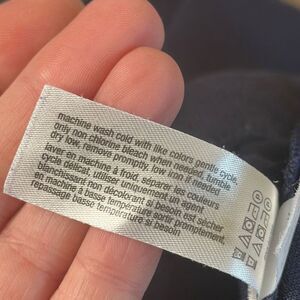 machine wash cold with like colors gentle cycle,
only non chlorine bleach when needed, tumble
dry low, remove promptly, low iron if needed
laver en machine à froid, séparer les couleurs
cycle délicat, utiliser uniquement un agent
blanchissant non décolorant si besoin est sécher
en machine à température basse sortir promptement,
repassage basse température si besoin